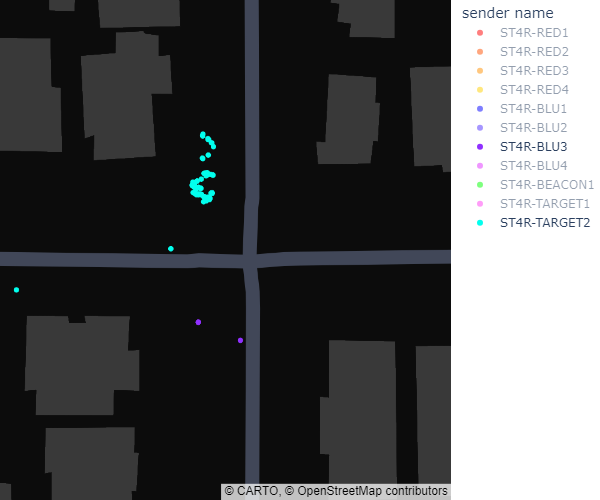 sender name
ST4R-RED1
ST4R-RED2
ST4R-RED3
ST4R-RED4
ST4R-BLU1
ST4R-BLU2
ST4R-BLU3
ST4R-BLU4
ST4R-BEACON1
ST4R-TARGET1
ST4R-TARGET2
© CARTO, © OpenStreetMap contributors